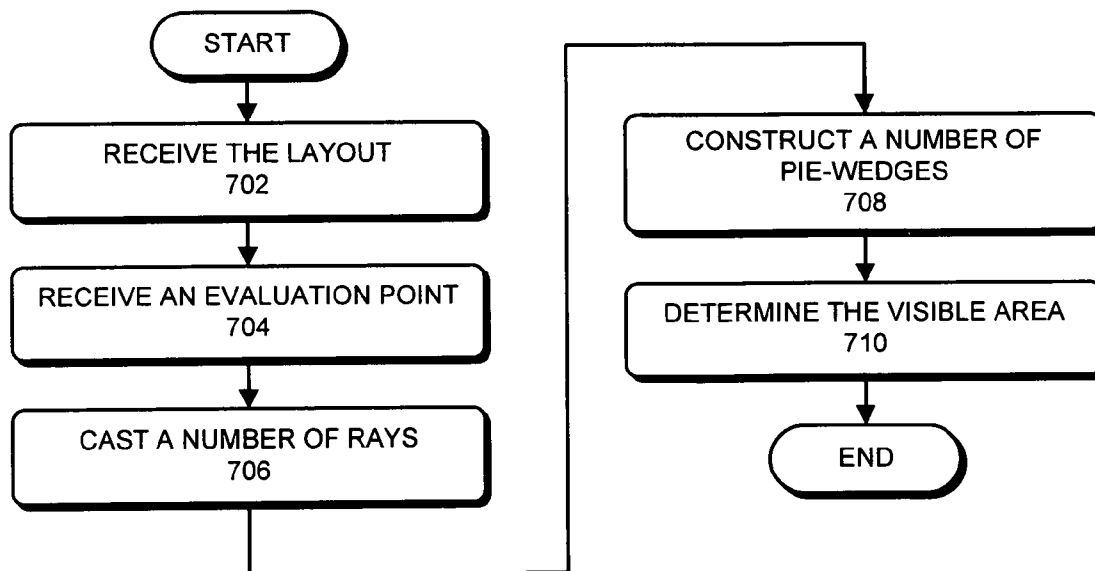 START
RECEIVE THE LAYOUT
702
RECEIVE AN EVALUATION POINT
704
CAST A NUMBER OF RAYS
706
CONSTRUCT A NUMBER OF
PIE-WEDGES
708
DETERMINE THE VISIBLE AREA
710
END